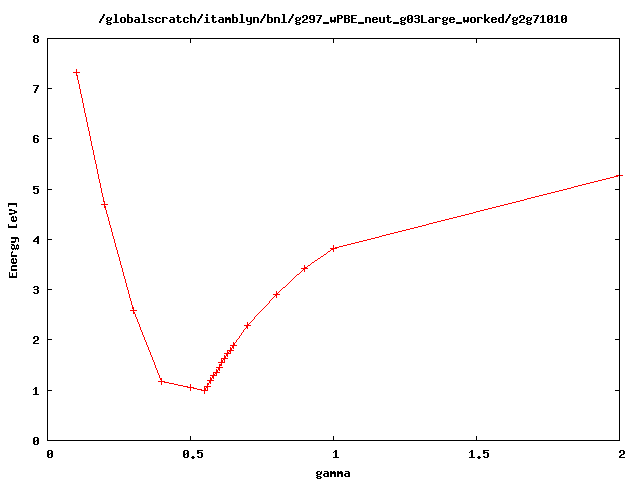 /globalscratch/itamblyn/bnl/g297_wPBE_neut_g03Large_worked/g2g71010
8
7
6
5
4
3
2
1
0
Energy [eV]
0 0.5 1 1.5 2
gamma